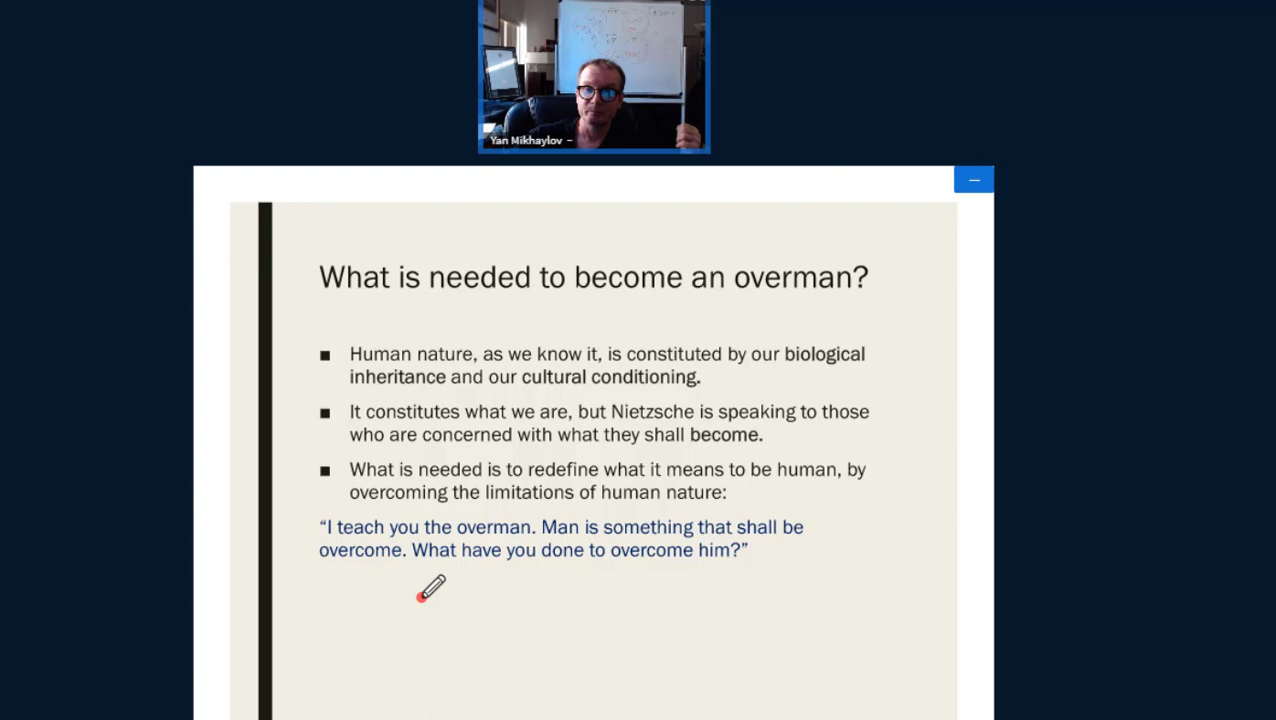 Yan Mikhaylov
What is needed to become an overman?
■ Human nature, as we know it, is constituted by our biological
inheritance and our cultural conditioning.
■ It constitutes what we are, but Nietzsche is speaking to those
who are concerned with what they shall become.
■ What is needed is to redefine what it means to be human, by
overcoming the limitations of human nature:
“I teach you the overman. Man is something that shall be
overcome. What have you done to overcome him?”